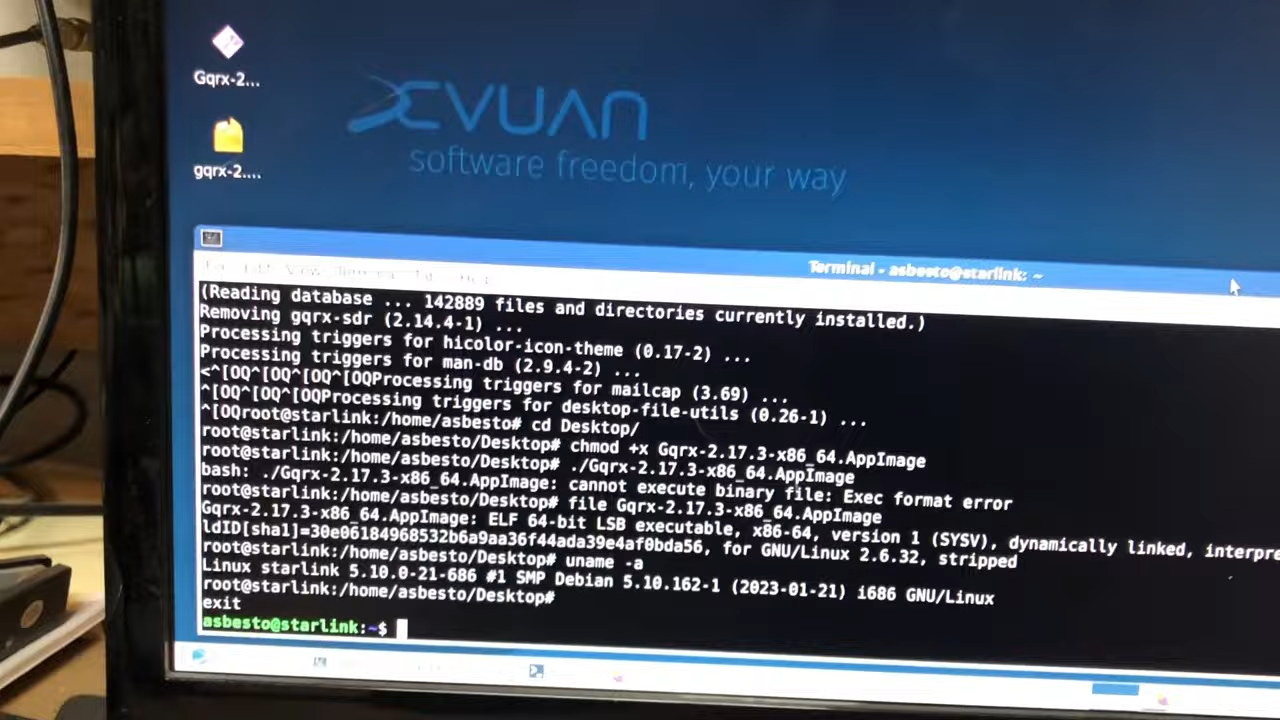 Gqrx-2...
gqrx-2....
DEVUAN
software freedom, your way
Terminal - asbesto@starlink: ~
(Reading database ... 142889 files and directories currently installed.)
Removing gqrx-sdr (2.14.4-1) ...
Processing triggers for hicolor-icon-theme (0.17-2) ...
Processing triggers for man-db (2.9.4-2) ...
<^[OQ^[OQ^[OQ^[OQProcessing triggers for mailcap (3.69) ...
^[OQ^[OQ^[OQProcessing triggers for desktop-file-utils (0.26-1) ...
^[OQroot@starlink:/home/asbesto# cd Desktop/
root@starlink:/home/asbesto/Desktop# chmod +x Gqrx-2.17.3-x86_64.AppImage
root@starlink:/home/asbesto/Desktop# ./Gqrx-2.17.3-x86_64.AppImage
bash: ./Gqrx-2.17.3-x86_64.AppImage: cannot execute binary file: Exec format error
root@starlink:/home/asbesto/Desktop# file Gqrx-2.17.3-x86_64.AppImage
Gqrx-2.17.3-x86_64.AppImage: ELF 64-bit LSB executable, x86-64, version 1 (SYSV), dynamically linked, interpre
ldID[sha1]=30e06184968532b6a9aa36f44ada39e4af0bda56, for GNU/Linux 2.6.32, stripped
root@starlink:/home/asbesto/Desktop# uname -a
Linux starlink 5.10.0-21-686 #1 SMP Debian 5.10.162-1 (2023-01-21) i686 GNU/Linux
root@starlink:/home/asbesto/Desktop#
exit
asbesto@starlink:~$